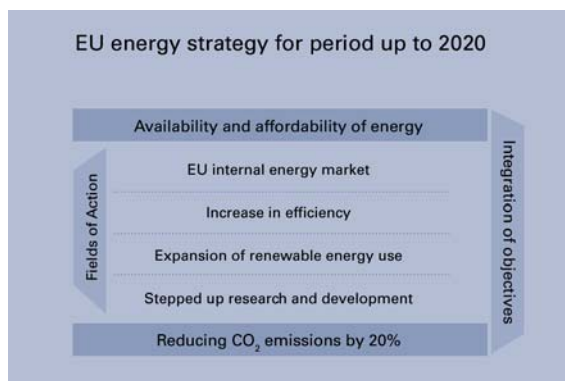 EU energy strategy for period up to 2020
Availability and affordability of energy
Fields of Action
EU internal energy market
Increase in efficiency
Expansion of renewable energy use
Stepped up research and development
Integration of objectives
Reducing CO₂ emissions by 20%